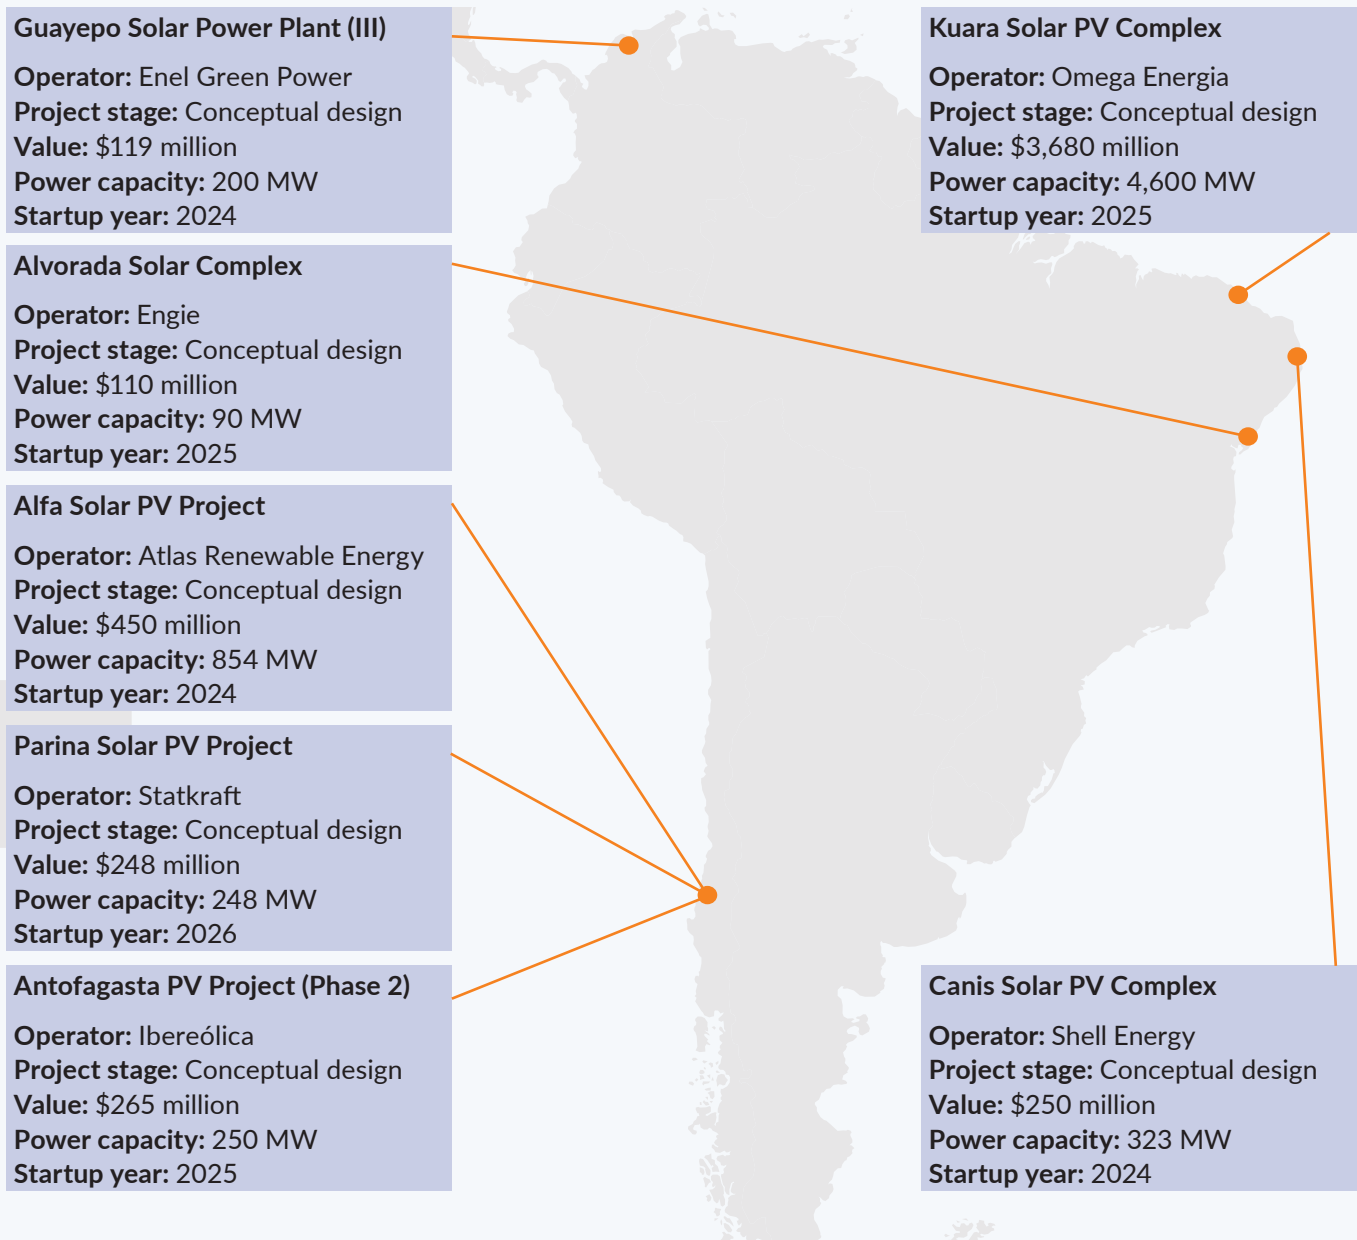 Guayepo Solar Power Plant (III)
Operator: Enel Green Power
Project stage: Conceptual design
Value: $119 million
Power capacity: 200 MW
Startup year: 2024
Alvorada Solar Complex
Operator: Engie
Project stage: Conceptual design
Value: $110 million
Power capacity: 90 MW
Startup year: 2025
Alfa Solar PV Project
Operator: Atlas Renewable Energy
Project stage: Conceptual design
Value: $450 million
Power capacity: 854 MW
Startup year: 2024
Parina Solar PV Project
Operator: Statkraft
Project stage: Conceptual design
Value: $248 million
Power capacity: 248 MW
Startup year: 2026
Antofagasta PV Project (Phase 2)
Operator: Ibereólica
Project stage: Conceptual design
Value: $265 million
Power capacity: 250 MW
Startup year: 2025
Kuara Solar PV Complex
Operator: Omega Energia
Project stage: Conceptual design
Value: $3,680 million
Power capacity: 4,600 MW
Startup year: 2025
Canis Solar PV Complex
Operator: Shell Energy
Project stage: Conceptual design
Value: $250 million
Power capacity: 323 MW
Startup year: 2024